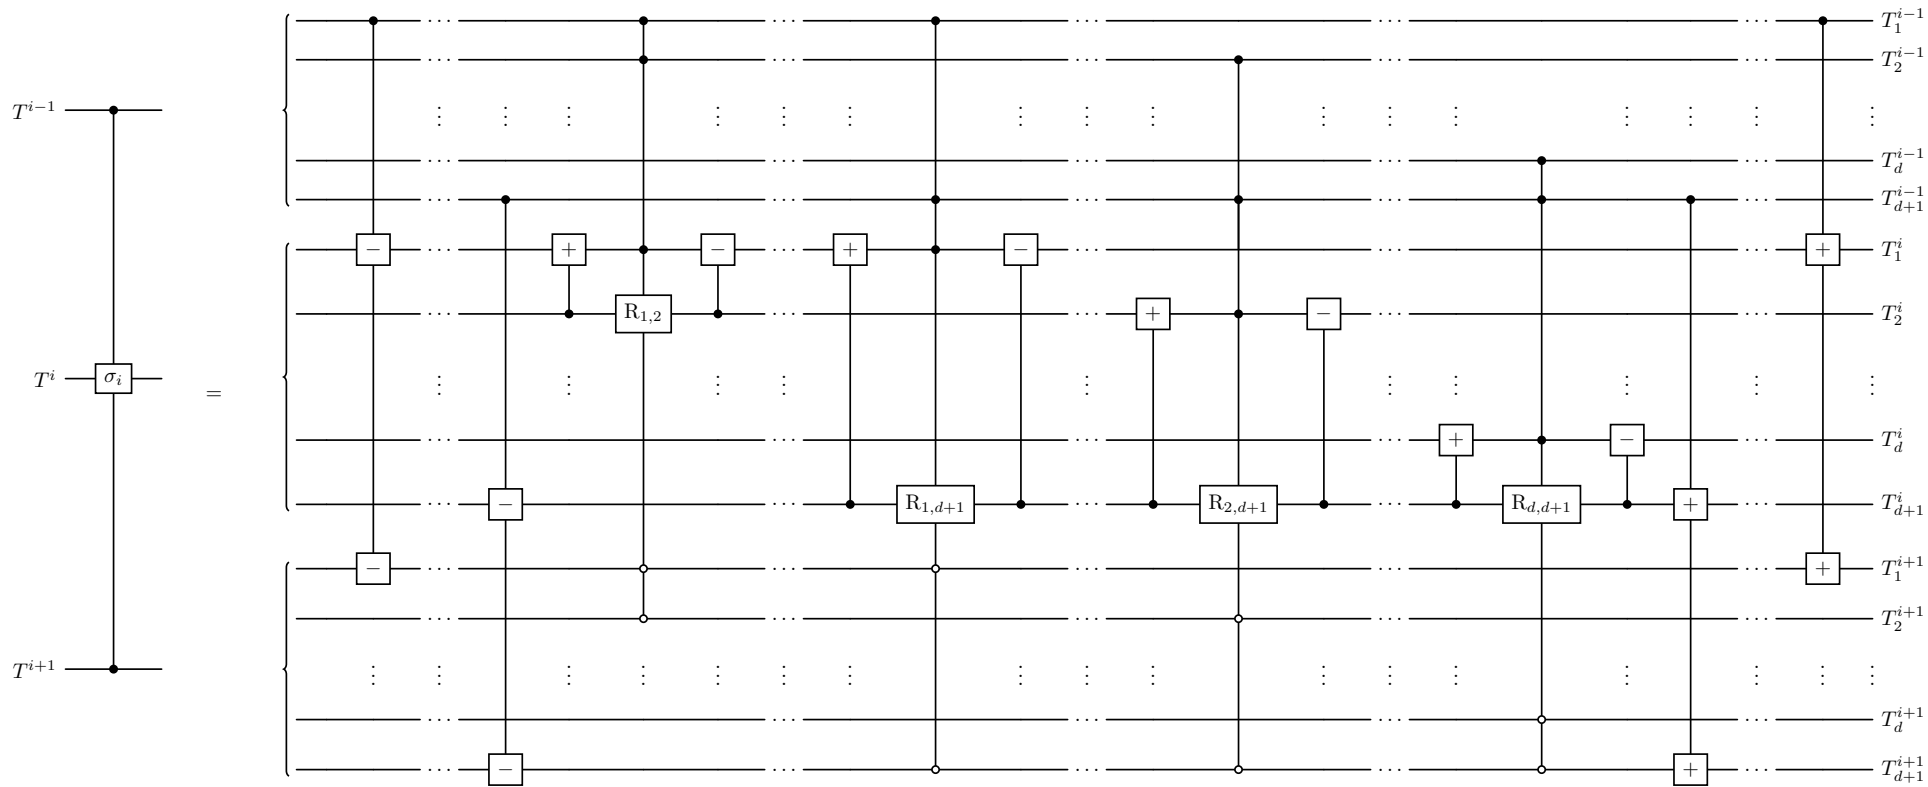 T^{i-1}
σ_i
T^i
T^{i+1}
=
⋯ ⋯ ⋯ ⋯ ⋯ T_1^{i-1}
⋯ ⋯ ⋯ ⋯ ⋯ T_2^{i-1}
⋯ ⋯ ⋯ ⋯ ⋯ T_d^{i-1}
⋯ ⋯ ⋯ ⋯ ⋯ T_{d+1}^{i-1}
− ⋯ + − ⋯ + − ⋯ ⋯ ⋯ + T_1^i
⋯ R_{1,2} ⋯ ⋯ + − ⋯ ⋯ T_2^i
⋯ ⋯ ⋯ ⋯ + − ⋯ T_d^i
⋯ − ⋯ R_{1,d+1} ⋯ R_{2,d+1} ⋯ R_{d,d+1} + ⋯ T_{d+1}^i
− ⋯ ⋯ ⋯ ⋯ ⋯ + T_1^{i+1}
⋯ ⋯ ⋯ ⋯ ⋯ T_2^{i+1}
⋯ ⋯ ⋯ ⋯ ⋯ T_d^{i+1}
⋯ − ⋯ ⋯ ⋯ + ⋯ T_{d+1}^{i+1}